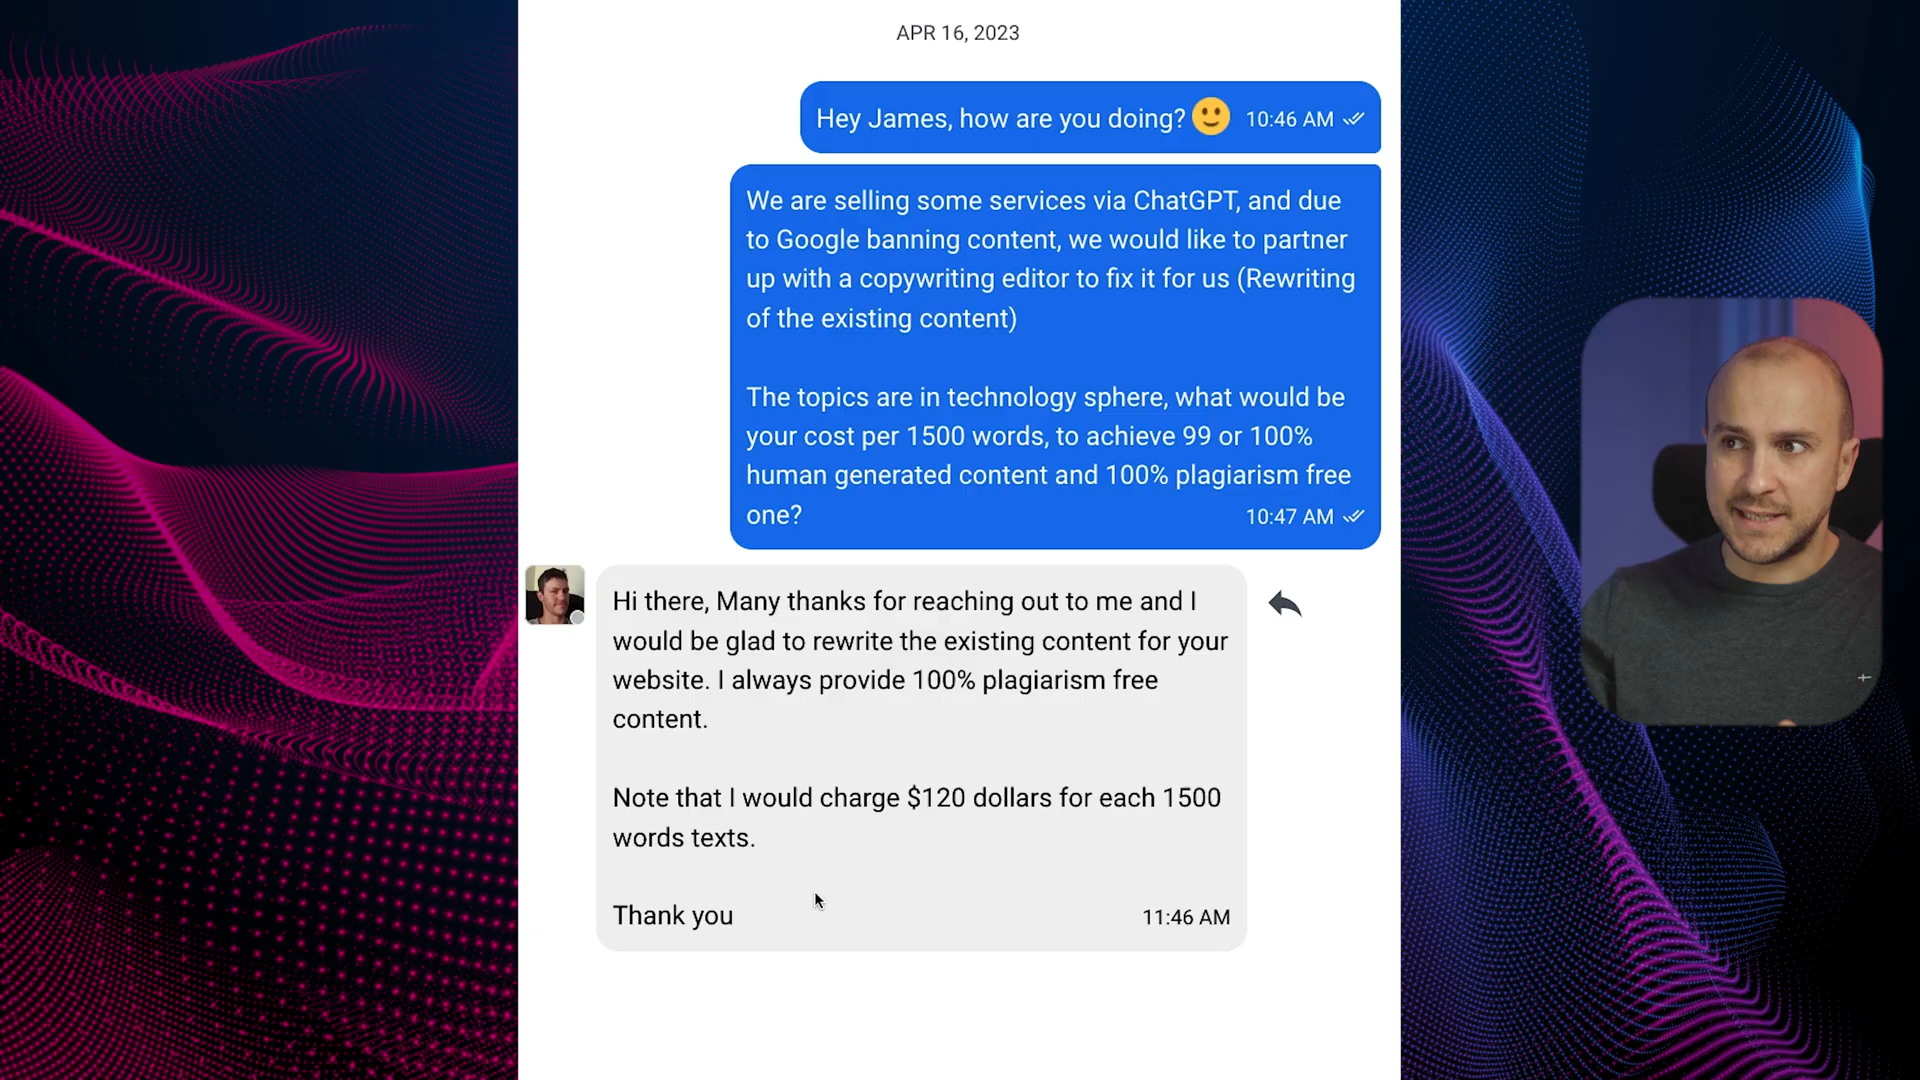 APR 16, 2023
Hey James, how are you doing? 🙂 10:46 AM
We are selling some services via ChatGPT, and due
to Google banning content, we would like to partner
up with a copywriting editor to fix it for us (Rewriting
of the existing content)
The topics are in technology sphere, what would be
your cost per 1500 words, to achieve 99 or 100%
human generated content and 100% plagiarism free
one? 10:47 AM
Hi there, Many thanks for reaching out to me and I
would be glad to rewrite the existing content for your
website. I always provide 100% plagiarism free
content.
Note that I would charge $120 dollars for each 1500
words texts.
Thank you 11:46 AM